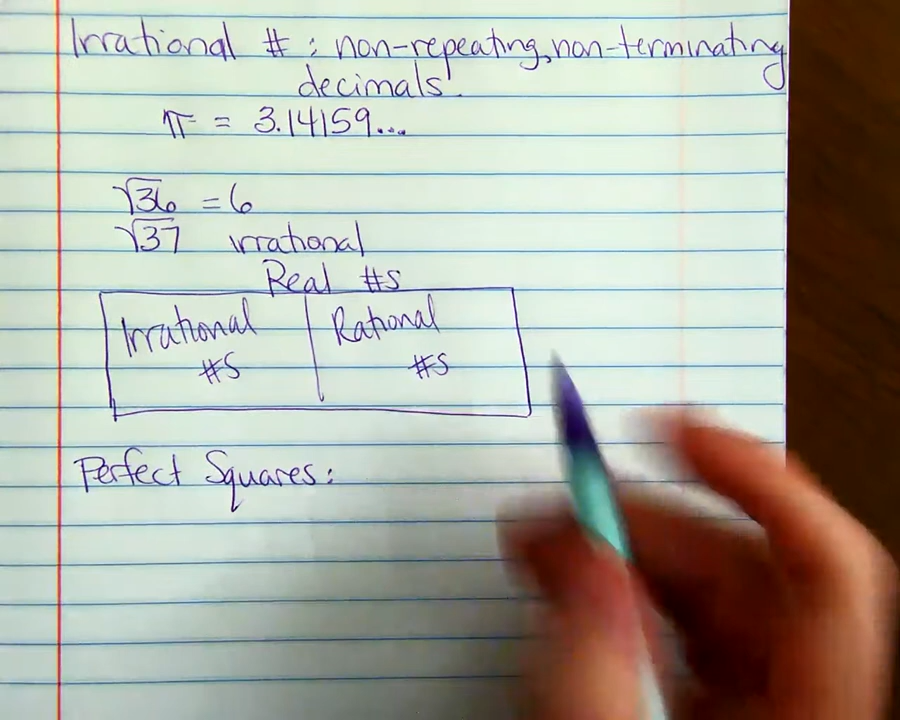 Irrational # : non-repeating, non-terminating
decimals.
π = 3.14159...
√36 = 6
√37 irrational
Real #s
Irrational Rational
#s #s
Perfect Squares: